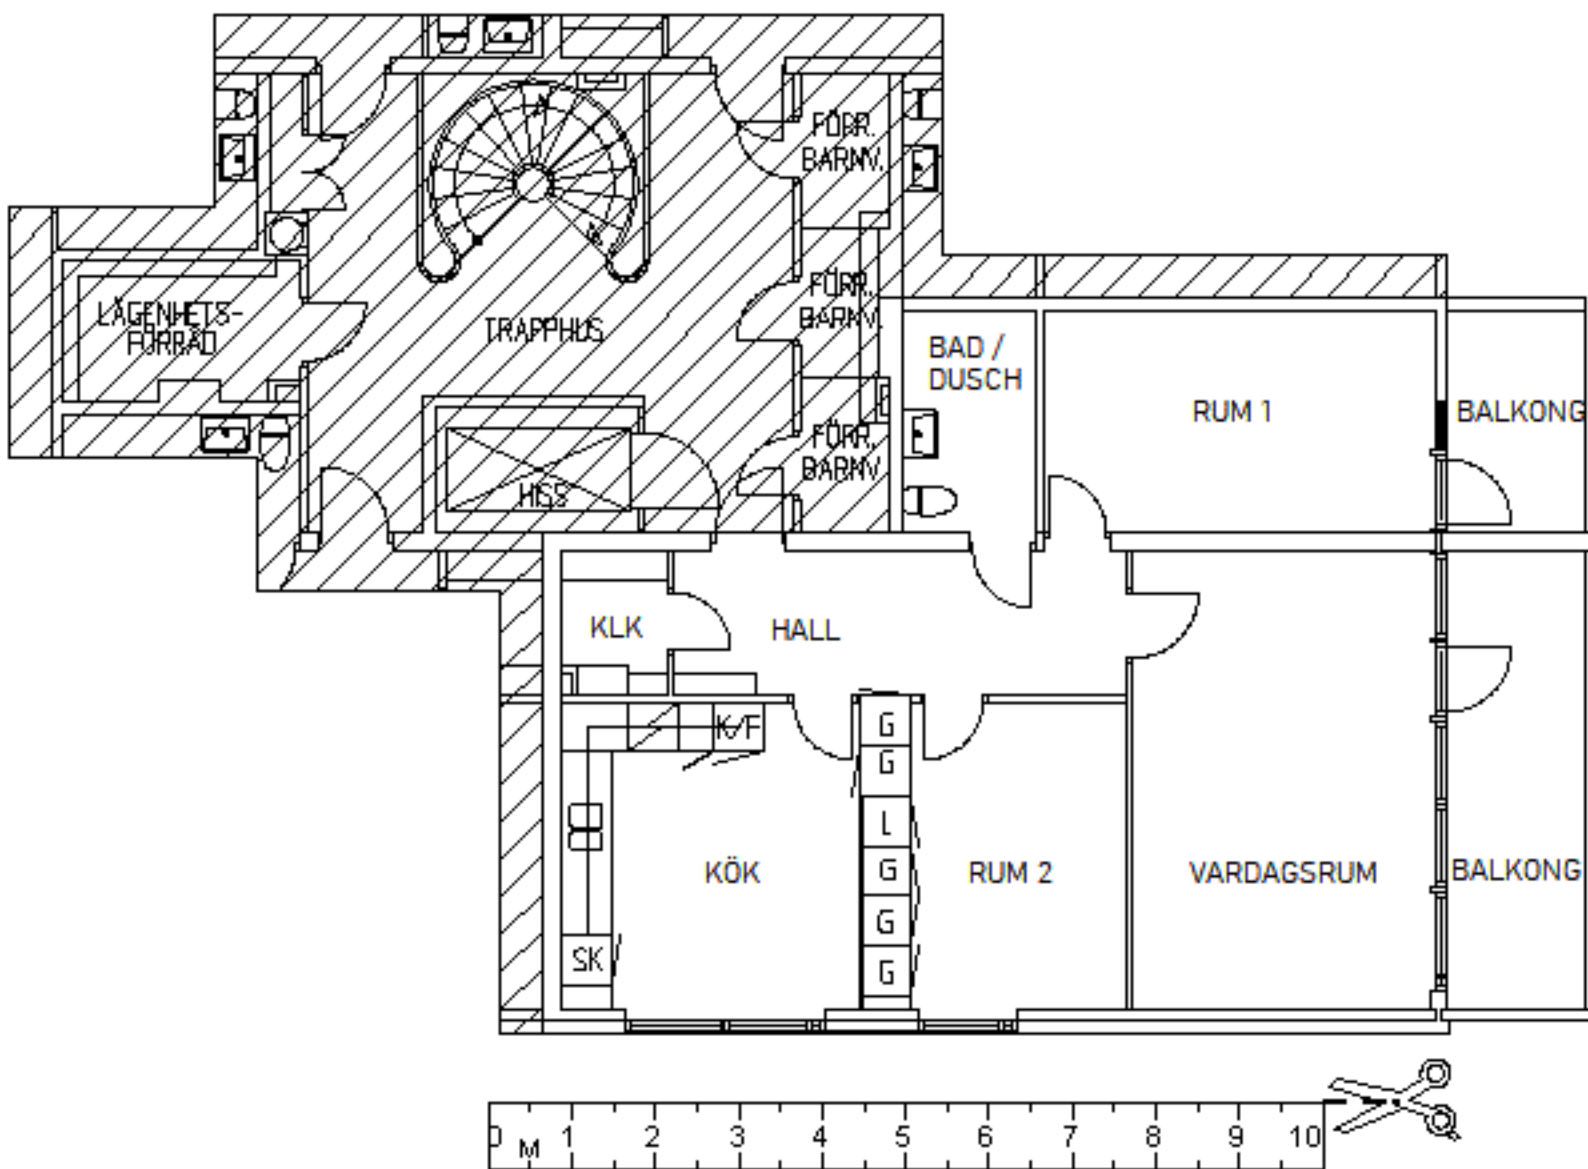 FÖRR.
BARNV.
LÄGENHETS-
FÖRRÅD
TRAPPHUS
FÖRR.
BARNV.
BAD /
DUSCH
RUM 1
BALKONG
FÖRR.
BARNV.
HISS
KLK
HALL
K/F
G
G
L
G
G
G
KÖK
RUM 2
VARDAGSRUM
BALKONG
SK
0 M 1 2 3 4 5 6 7 8 9 10